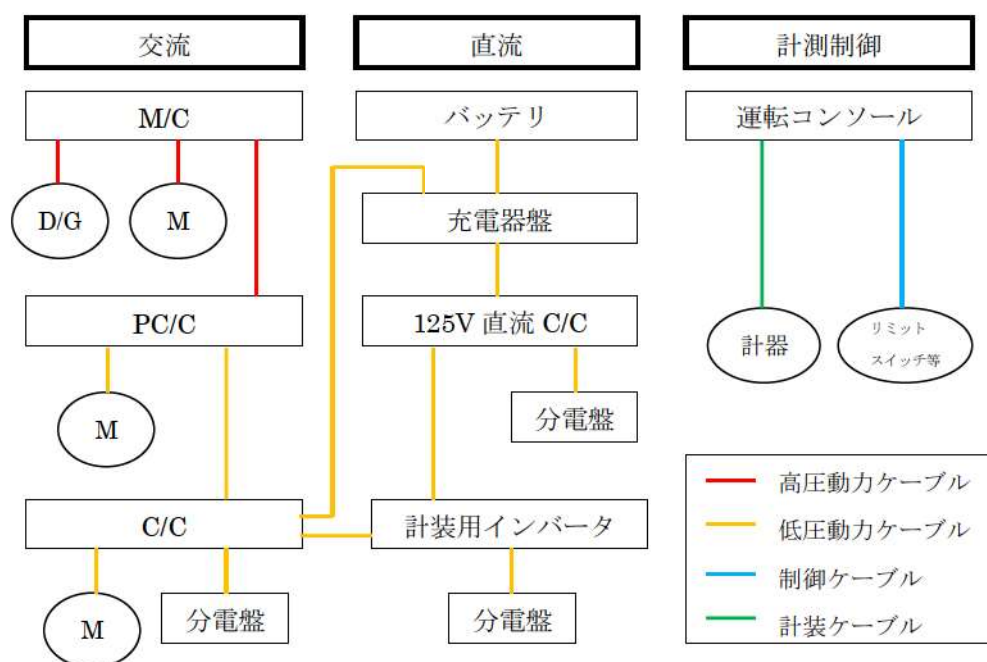 交流
直流
計測制御
M/C
バッテリ
運転コンソール
D/G
M
充電器盤
PC/C
125V 直流 C/C
計器
リミット
スイッチ等
M
分電盤
C/C
計装用インバータ
M
分電盤
分電盤
高圧動力ケーブル
低圧動力ケーブル
制御ケーブル
計装ケーブル